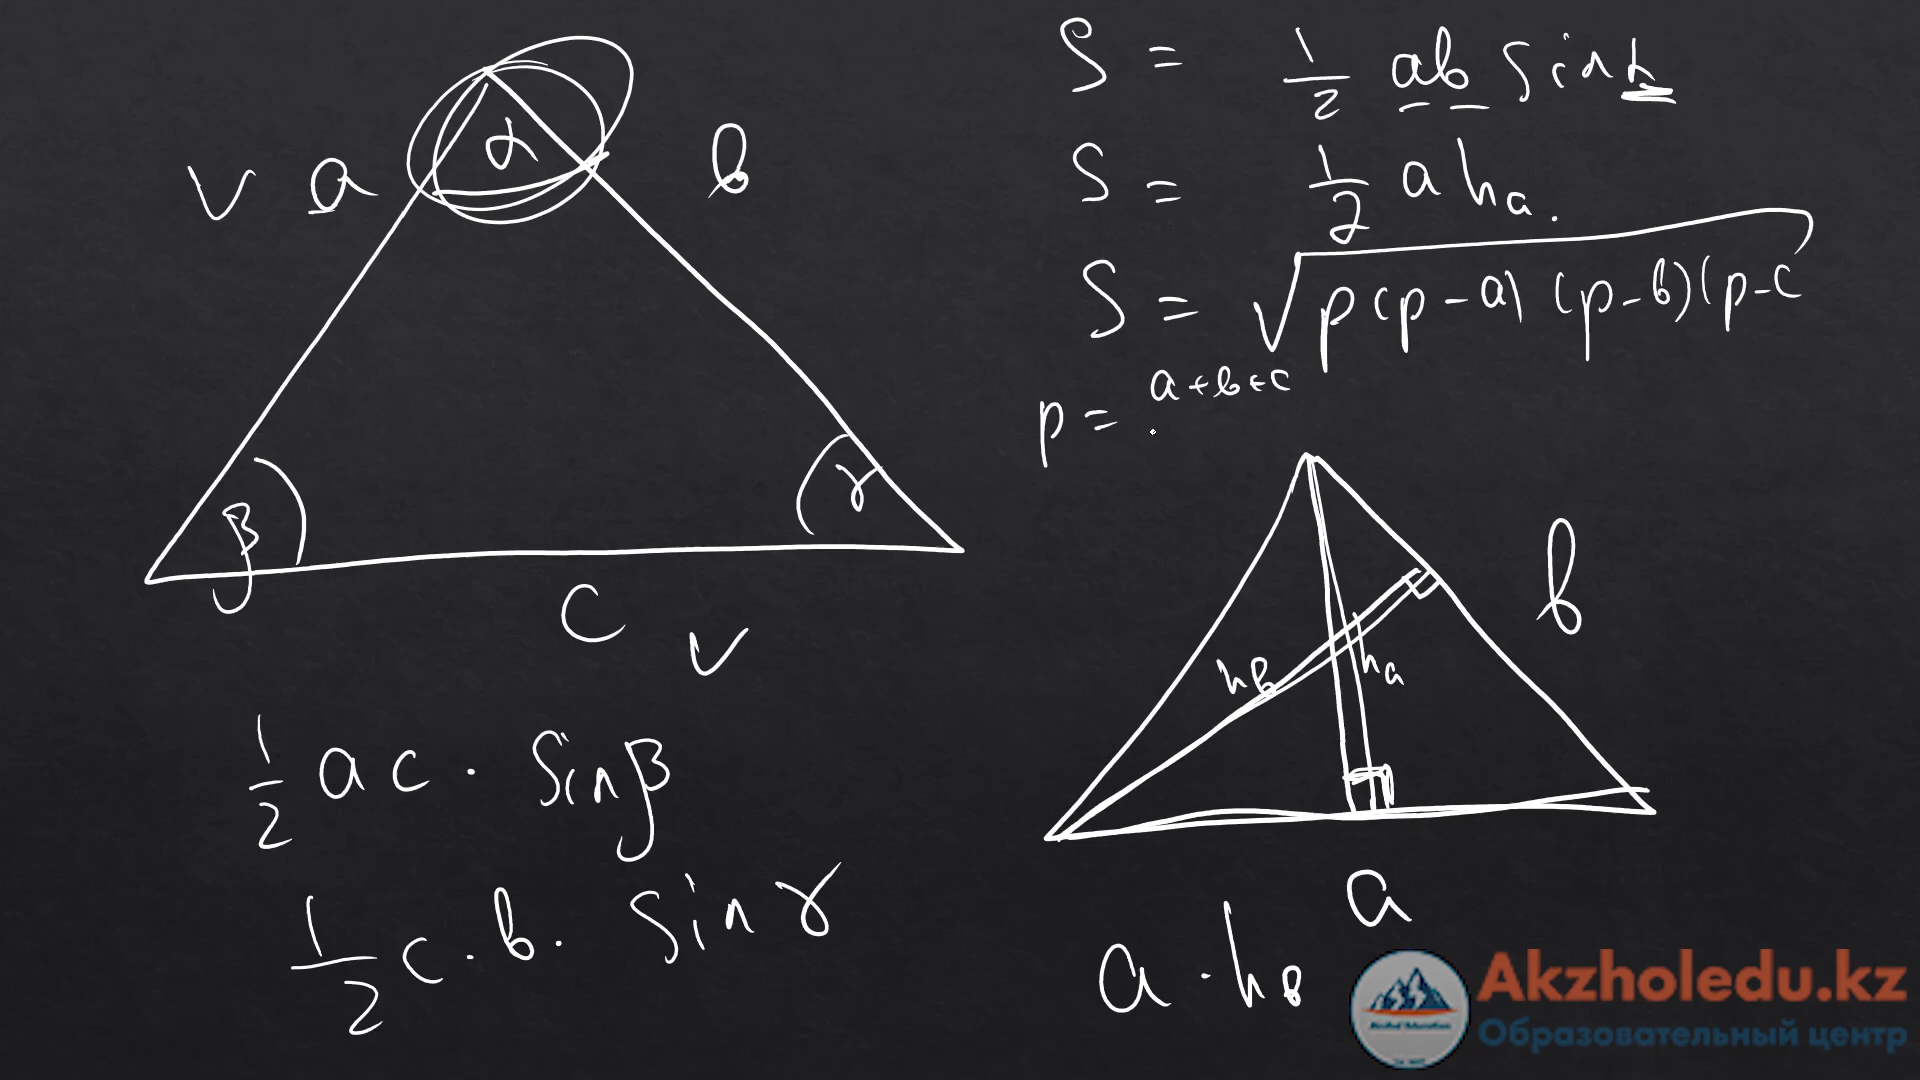 S = 1/2 ab sin α
S = 1/2 a hₐ.
S = √p(p-a) (p-b)(p-c
p = a+b+c
α
V a
b
β
γ
C
V
1/2 ac · sin β
1/2 c · b · sin γ
b
h_b
hₐ
a
a · h_b
Akzholedu.kz
Образовательный центр